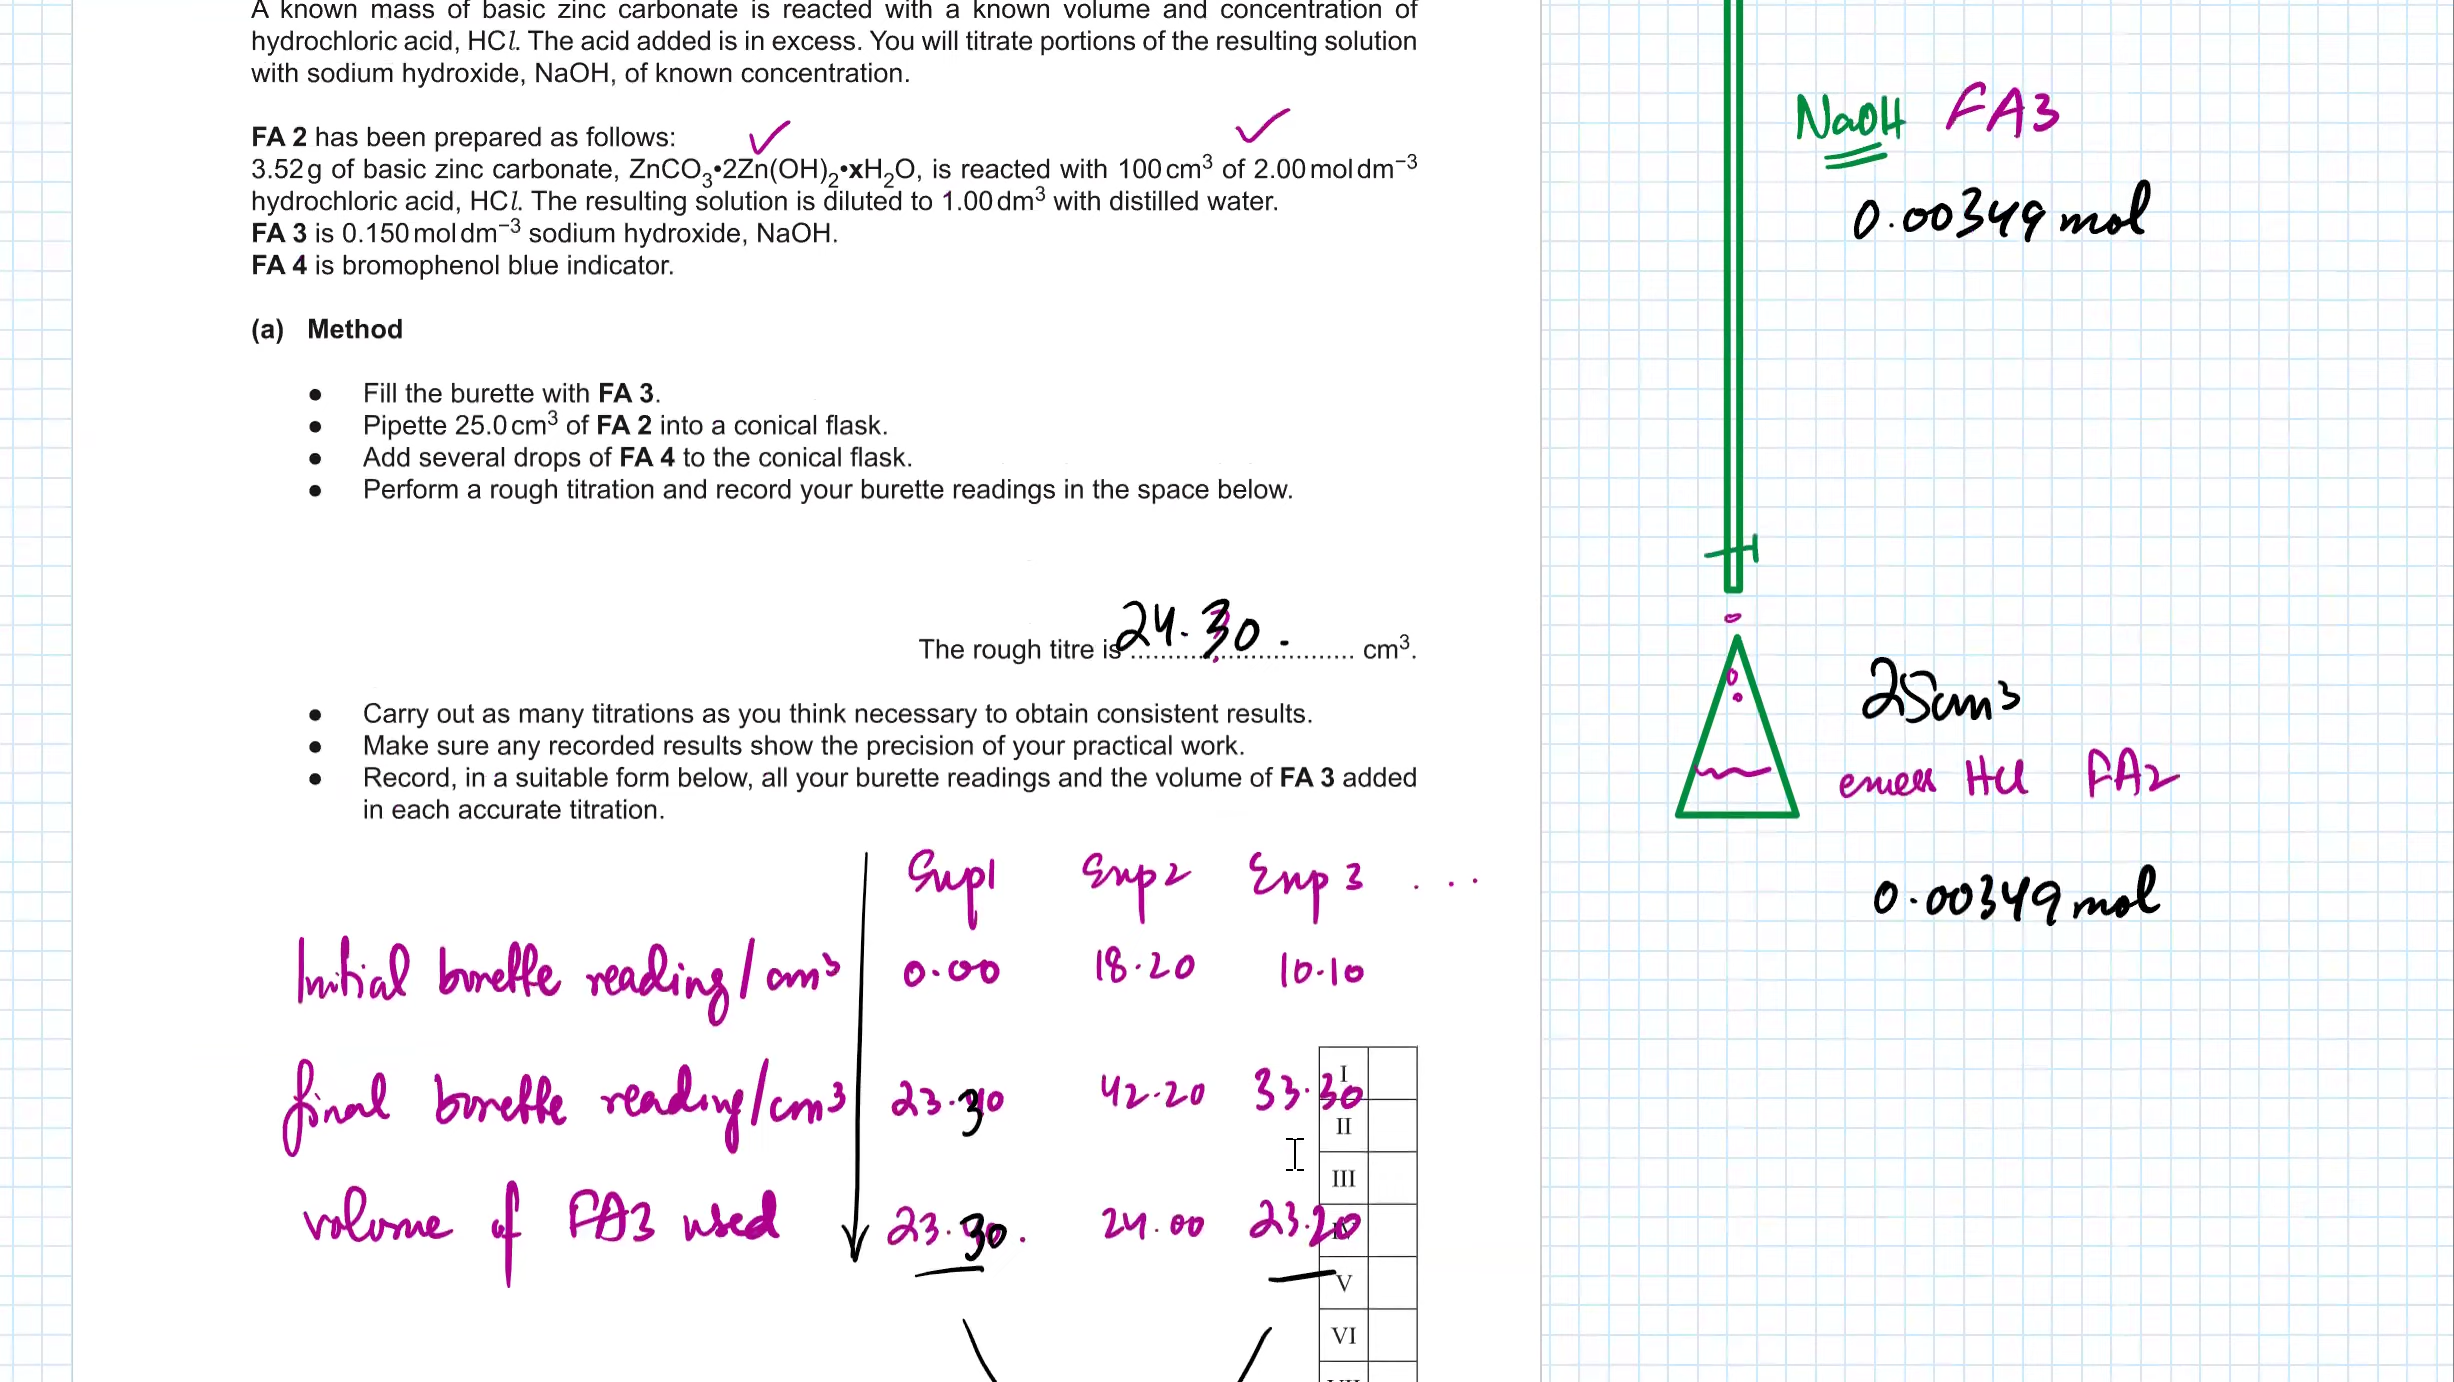 A known mass of basic zinc carbonate is reacted with a known volume and concentration of
hydrochloric acid, HCl. The acid added is in excess. You will titrate portions of the resulting solution
with sodium hydroxide, NaOH, of known concentration.
FA 2 has been prepared as follows:
3.52 g of basic zinc carbonate, ZnCO₃•2Zn(OH)₂•xH₂O, is reacted with 100 cm³ of 2.00 mol dm⁻³
hydrochloric acid, HCl. The resulting solution is diluted to 1.00 dm³ with distilled water.
FA 3 is 0.150 mol dm⁻³ sodium hydroxide, NaOH.
FA 4 is bromophenol blue indicator.
(a) Method
• Fill the burette with FA 3.
• Pipette 25.0 cm³ of FA 2 into a conical flask.
• Add several drops of FA 4 to the conical flask.
• Perform a rough titration and record your burette readings in the space below.
The rough titre is 24.30 cm³.
• Carry out as many titrations as you think necessary to obtain consistent results.
• Make sure any recorded results show the precision of your practical work.
• Record, in a suitable form below, all your burette readings and the volume of FA 3 added
in each accurate titration.
Exp1 Exp2 Exp 3 ...
Initial burette reading/cm³ 0.00 18.20 10.10
final burette reading/cm³ 23.30 42.20 33.30
volume of FA3 used 23.30. 24.00 23.20
I
II
III
IV
V
VI
NaOH FA3
0.00349 mol
25cm³
excess HCl FA2
0.00349 mol